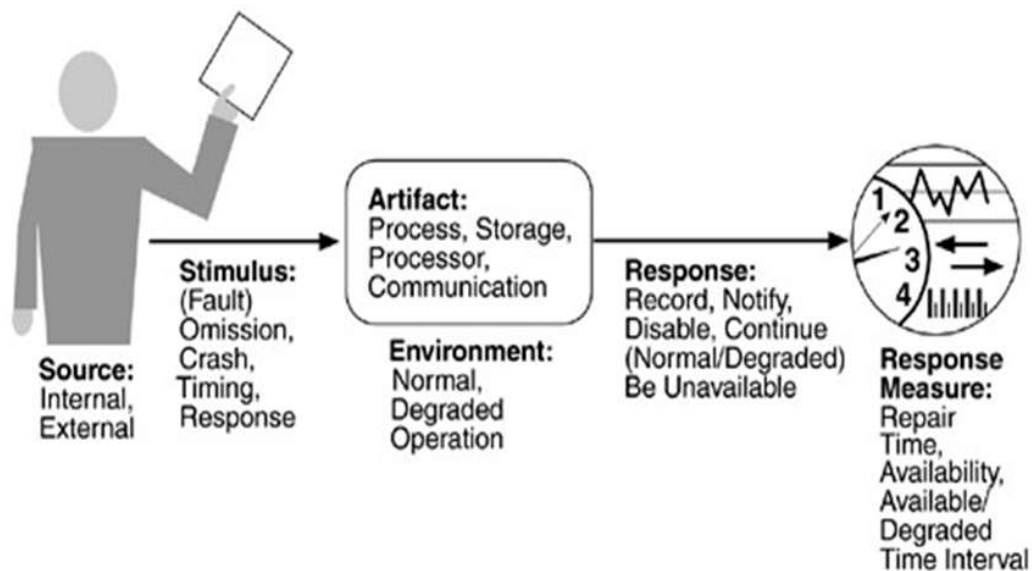 Source:
Internal,
External
Stimulus:
(Fault)
Omission,
Crash,
Timing,
Response
Artifact:
Process, Storage,
Processor,
Communication
Environment:
Normal,
Degraded
Operation
Response:
Record, Notify,
Disable, Continue
(Normal/Degraded)
Be Unavailable
1
2
3
4
Response
Measure:
Repair
Time,
Availability,
Available/
Degraded
Time Interval